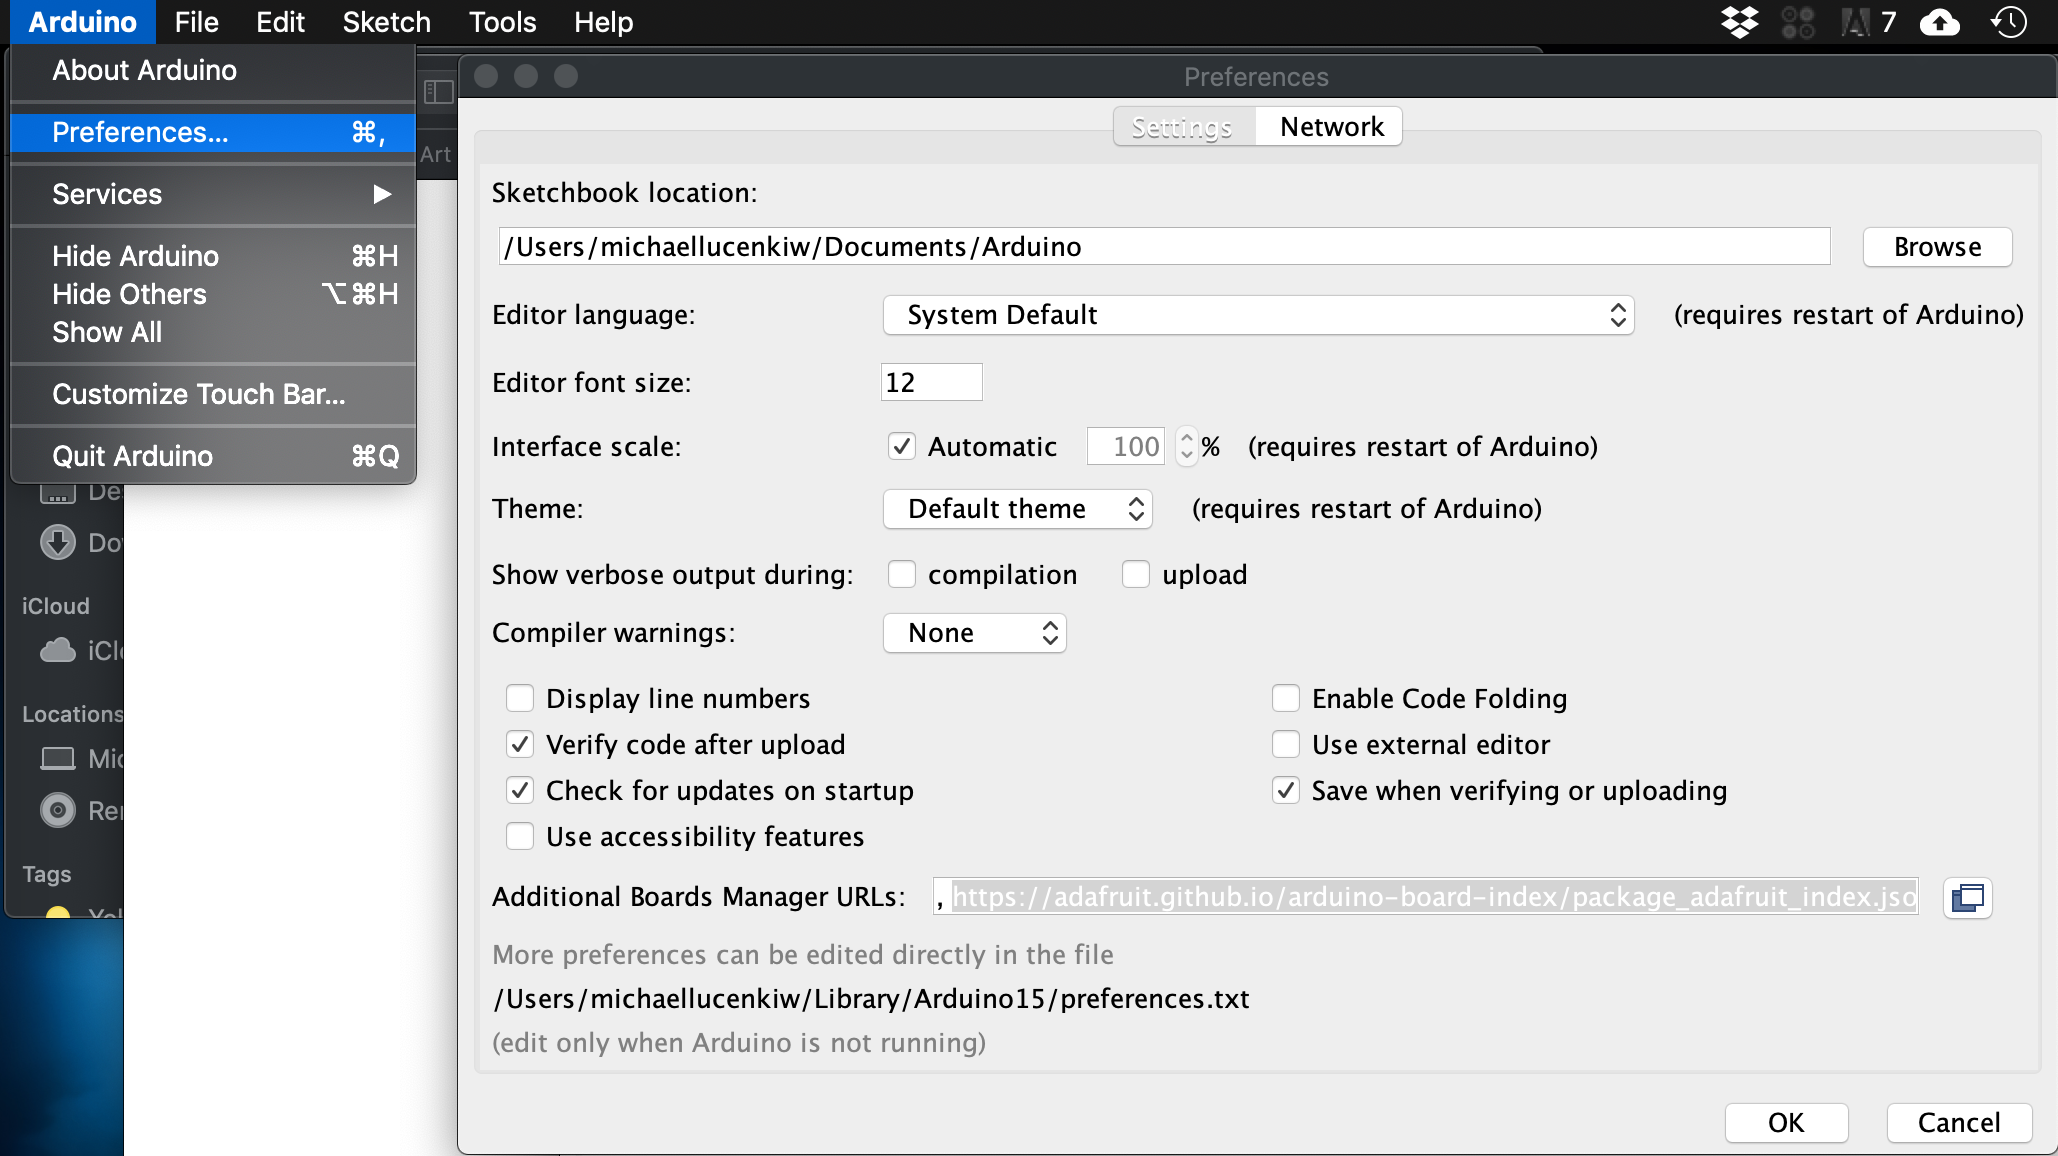 Arduino File Edit Sketch Tools Help 7
About Arduino
Preferences... ⌘,
Services ▶
Hide Arduino ⌘H
Hide Others ⌥⌘H
Show All
Customize Touch Bar...
Quit Arduino ⌘Q
Art
iCloud
Locations
Tags
Preferences
Settings Network
Sketchbook location:
/Users/michaellucenkiw/Documents/Arduino Browse
Editor language: System Default (requires restart of Arduino)
Editor font size: 12
Interface scale: Automatic 100 % (requires restart of Arduino)
Theme: Default theme (requires restart of Arduino)
Show verbose output during: compilation upload
Compiler warnings: None
Display line numbers Enable Code Folding
Verify code after upload Use external editor
Check for updates on startup Save when verifying or uploading
Use accessibility features
Additional Boards Manager URLs: , https://adafruit.github.io/arduino-board-index/package_adafruit_index.jso
More preferences can be edited directly in the file
/Users/michaellucenkiw/Library/Arduino15/preferences.txt
(edit only when Arduino is not running)
OK Cancel